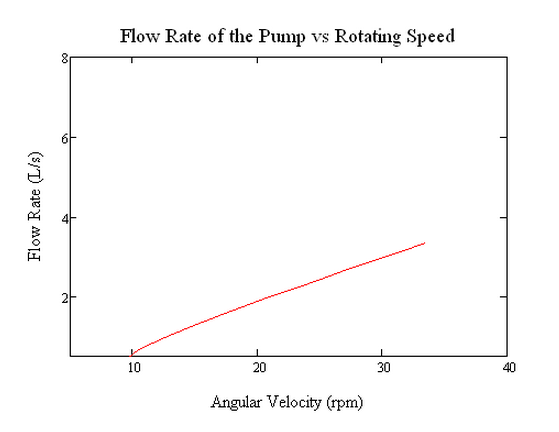 Flow Rate of the Pump vs Rotating Speed
8
6
4
2
Flow Rate (L/s)
10 20 30 40
Angular Velocity (rpm)